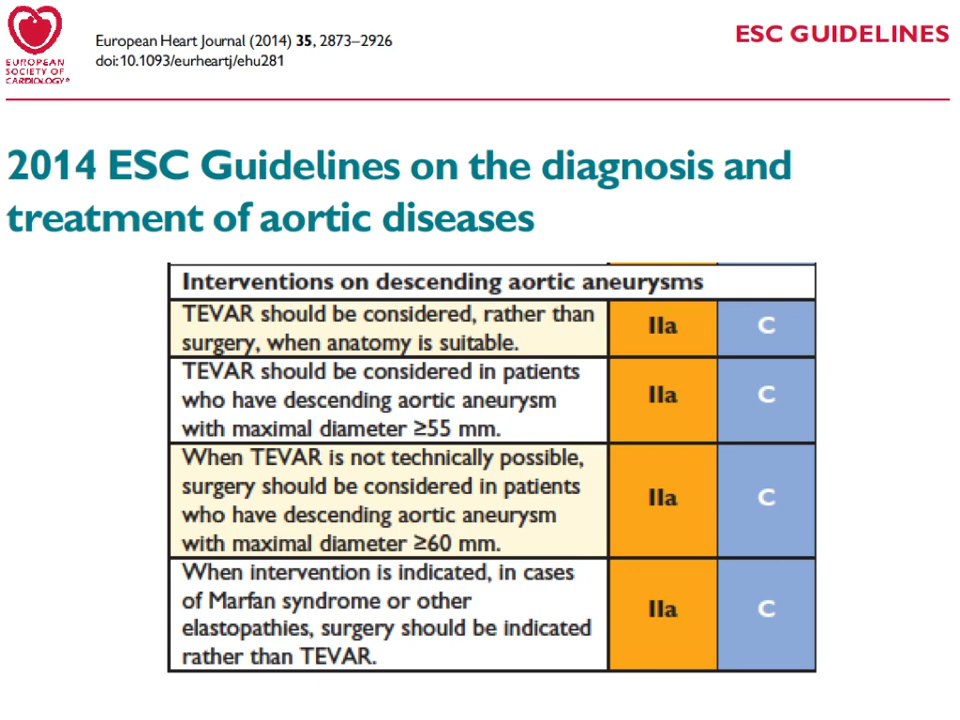 EUROPEAN
SOCIETY OF
CARDIOLOGY®
European Heart Journal (2014) 35, 2873–2926
doi:10.1093/eurheartj/ehu281
ESC GUIDELINES
2014 ESC Guidelines on the diagnosis and
treatment of aortic diseases
Interventions on descending aortic aneurysms
TEVAR should be considered, rather than
surgery, when anatomy is suitable.
IIa
C
TEVAR should be considered in patients
who have descending aortic aneurysm
with maximal diameter ≥55 mm.
IIa
C
When TEVAR is not technically possible,
surgery should be considered in patients
who have descending aortic aneurysm
with maximal diameter ≥60 mm.
IIa
C
When intervention is indicated, in cases
of Marfan syndrome or other
elastopathies, surgery should be indicated
rather than TEVAR.
IIa
C